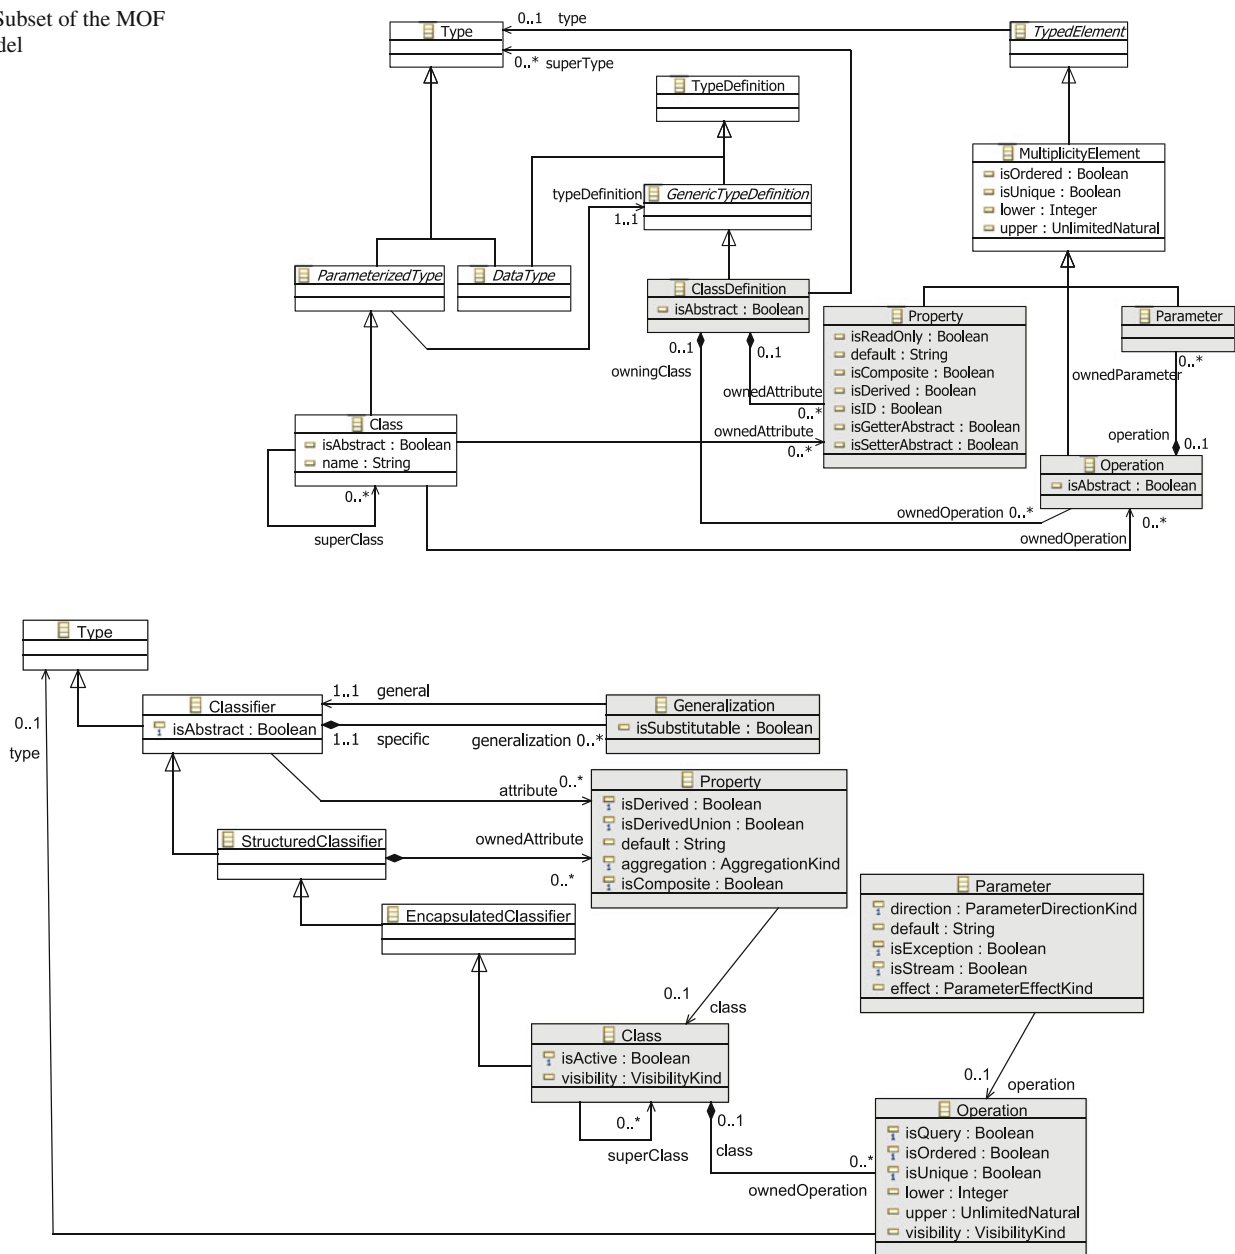 Subset of the MOF
del
Type
0..1 type
TypedElement
0..* superType
TypeDefinition
MultiplicityElement
isOrdered : Boolean
isUnique : Boolean
lower : Integer
upper : UnlimitedNatural
typeDefinition
1..1
GenericTypeDefinition
ParameterizedType
DataType
ClassDefinition
isAbstract : Boolean
Property
isReadOnly : Boolean
default : String
isComposite : Boolean
isDerived : Boolean
isID : Boolean
isGetterAbstract : Boolean
isSetterAbstract : Boolean
Parameter
0..1
owningClass
0..1
ownedAttribute
0..*
0..*
ownedParameter
Class
isAbstract : Boolean
name : String
ownedAttribute
0..*
operation
0..1
Operation
isAbstract : Boolean
0..*
superClass
ownedOperation 0..*
0..*
ownedOperation
Type
0..1
type
Classifier
isAbstract : Boolean
1..1 general
1..1 specific
generalization 0..*
Generalization
isSubstitutable : Boolean
attribute
0..*
Property
isDerived : Boolean
isDerivedUnion : Boolean
default : String
aggregation : AggregationKind
isComposite : Boolean
StructuredClassifier
ownedAttribute
0..*
EncapsulatedClassifier
Parameter
direction : ParameterDirectionKind
default : String
isException : Boolean
isStream : Boolean
effect : ParameterEffectKind
0..1
class
Class
isActive : Boolean
visibility : VisibilityKind
0..1
operation
0..*
superClass
0..1
class
0..*
ownedOperation
Operation
isQuery : Boolean
isOrdered : Boolean
isUnique : Boolean
lower : Integer
upper : UnlimitedNatural
visibility : VisibilityKind